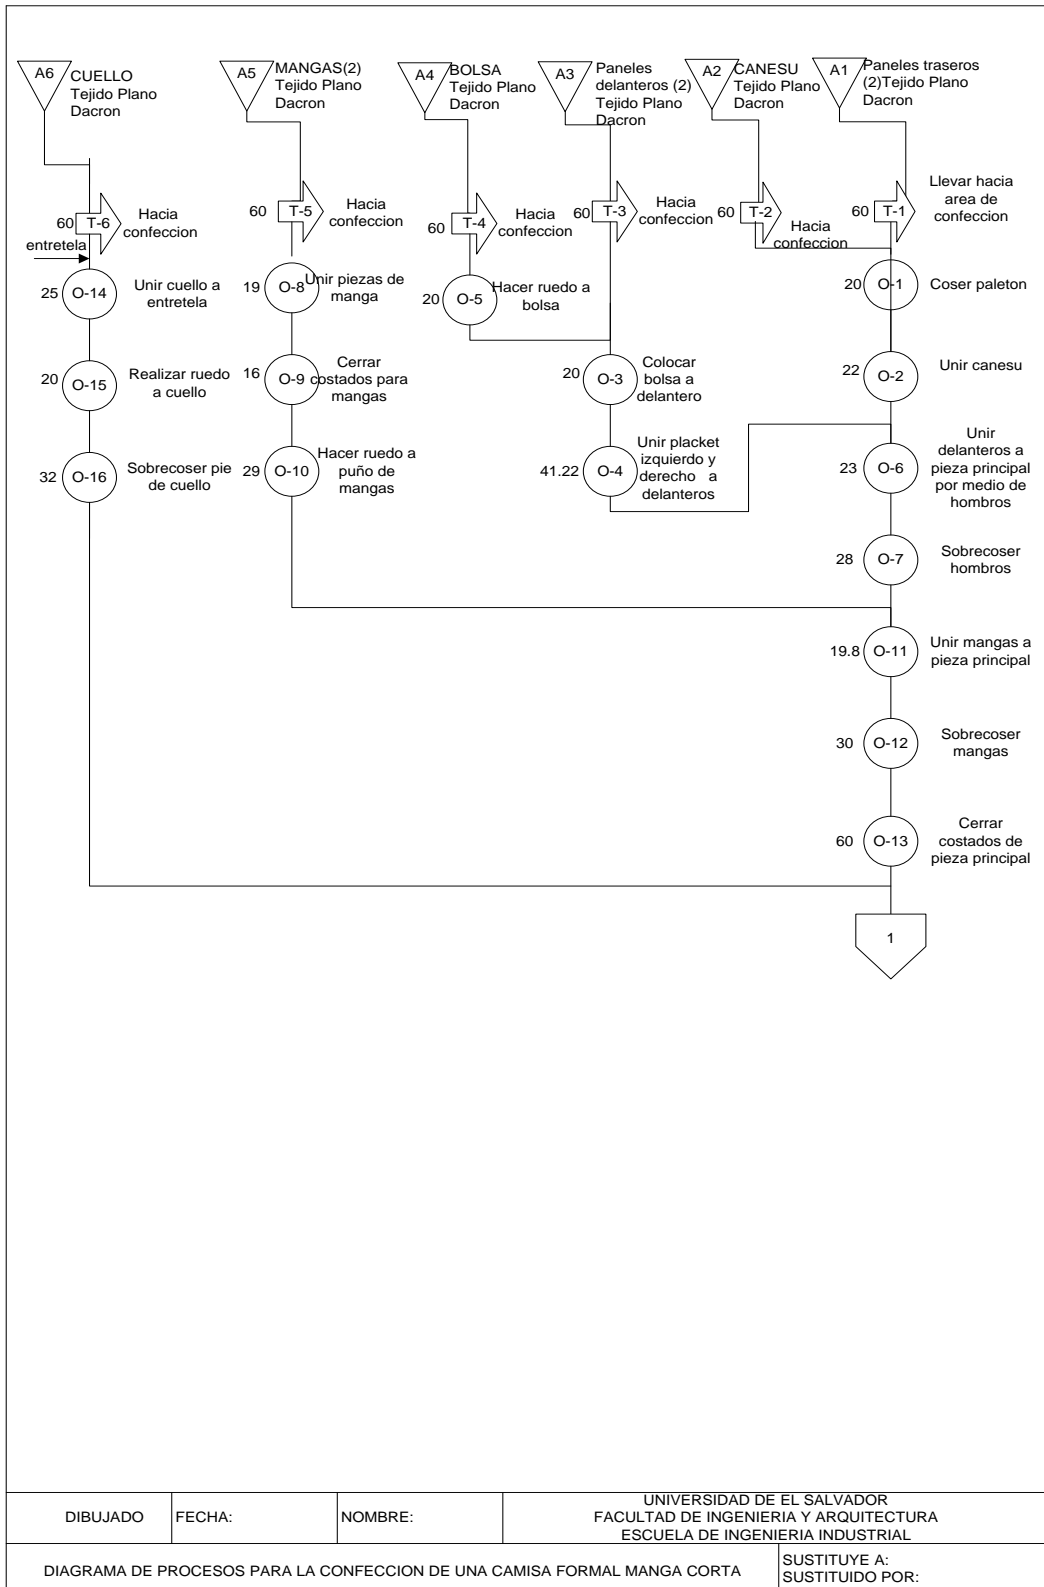 A6
CUELLO
Tejido Plano
Dacron
A5
MANGAS(2)
Tejido Plano
Dacron
A4
BOLSA
Tejido Plano
Dacron
A3
Paneles
delanteros (2)
Tejido Plano
Dacron
A2
CANESU
Tejido Plano
Dacron
A1
Paneles traseros
(2)Tejido Plano
Dacron
60 T-6
Hacia
confeccion
60 T-5
Hacia
confeccion
60 T-4
Hacia
confeccion
60 T-3
Hacia
confeccion
60 T-2
Hacia
confeccion
60 T-1
Llevar hacia
area de
confeccion
entretela
25 O-14
Unir cuello a
entretela
19 O-8
Unir piezas de
manga
20 O-5
Hacer ruedo a
bolsa
20 O-1
Coser paleton
20 O-15
Realizar ruedo
a cuello
16 O-9
Cerrar
costados para
mangas
20 O-3
Colocar
bolsa a
delantero
22 O-2
Unir canesu
32 O-16
Sobrecoser pie
de cuello
29 O-10
Hacer ruedo a
puño de
mangas
41.22 O-4
Unir placket
izquierdo y
derecho a
delanteros
23 O-6
Unir
delanteros a
pieza principal
por medio de
hombros
28 O-7
Sobrecoser
hombros
19.8 O-11
Unir mangas a
pieza principal
30 O-12
Sobrecoser
mangas
60 O-13
Cerrar
costados de
pieza principal
1
DIBUJADO
FECHA:
NOMBRE:
UNIVERSIDAD DE EL SALVADOR
FACULTAD DE INGENIERIA Y ARQUITECTURA
ESCUELA DE INGENIERIA INDUSTRIAL
DIAGRAMA DE PROCESOS PARA LA CONFECCION DE UNA CAMISA FORMAL MANGA CORTA
SUSTITUYE A:
SUSTITUIDO POR: